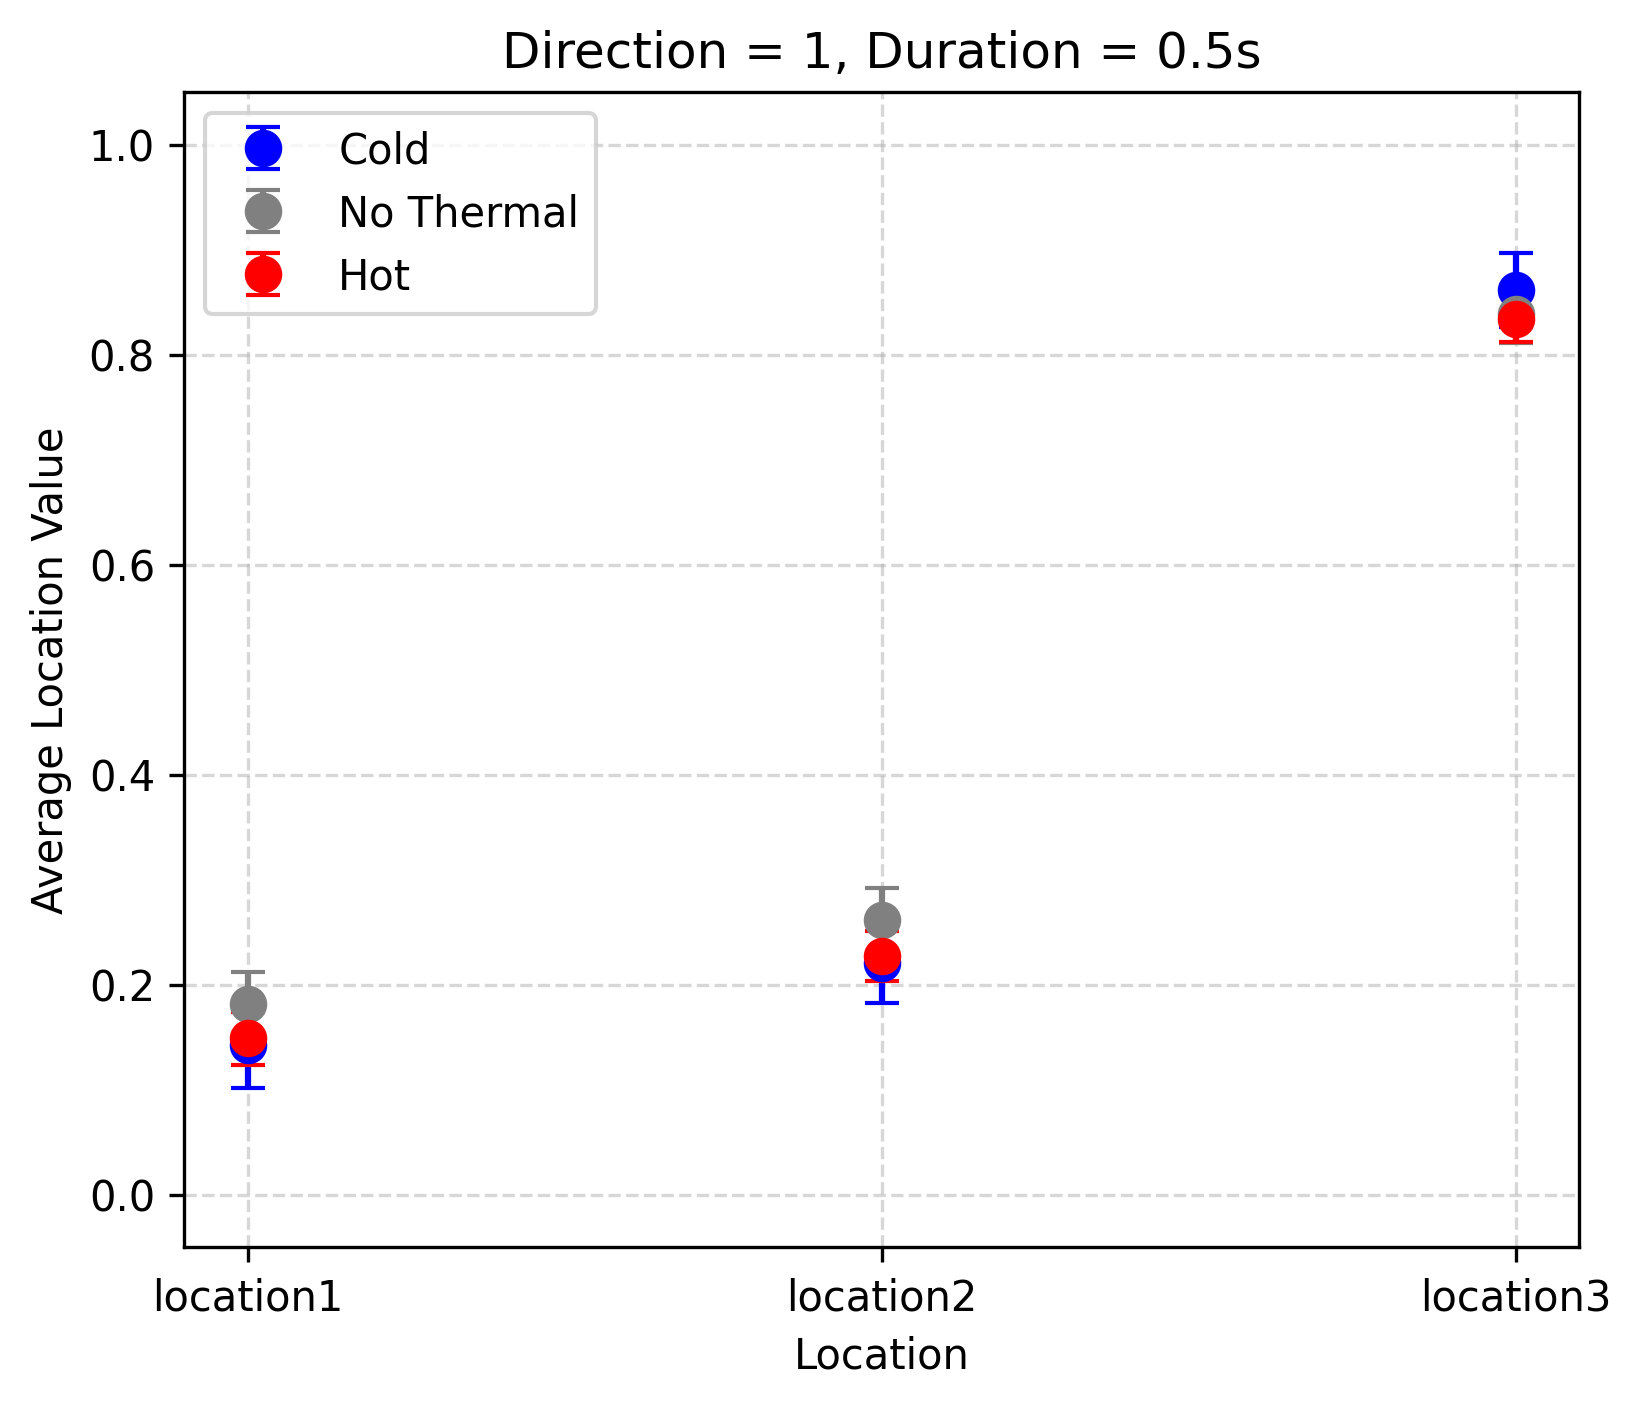 Direction = 1, Duration = 0.5s
Cold
No Thermal
Hot
1.0
0.8
0.6
0.4
0.2
0.0
Average Location Value
location1
location2
location3
Location